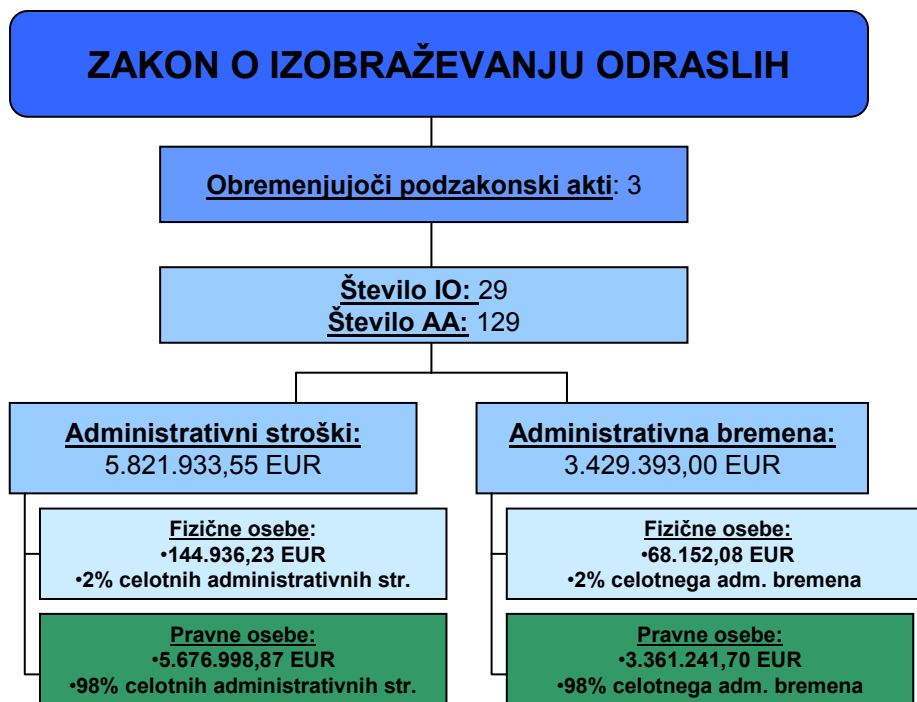 ZAKON O IZOBRAŽEVANJU ODRASLIH
Obremenjujoči podzakonski akti: 3
Število IO: 29
Število AA: 129
Administrativni stroški:
5.821.933,55 EUR
Fizične osebe:
•144.936,23 EUR
•2% celotnih administrativnih str.
Pravne osebe:
•5.676.998,87 EUR
•98% celotnih administrativnih str.
Administrativna bremena:
3.429.393,00 EUR
Fizične osebe:
•68.152,08 EUR
•2% celotnega adm. bremena
Pravne osebe:
•3.361.241,70 EUR
•98% celotnega adm. bremena